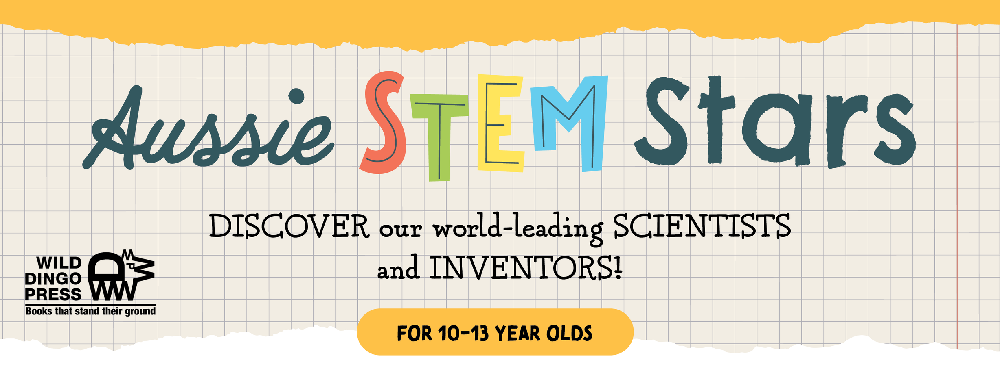 Aussie STEM Stars
DISCOVER our world-leading SCIENTISTS
and INVENTORS!
WILD
DINGO
PRESS
D
W
P
W
WW
Books that stand their ground
FOR 10-13 YEAR OLDS